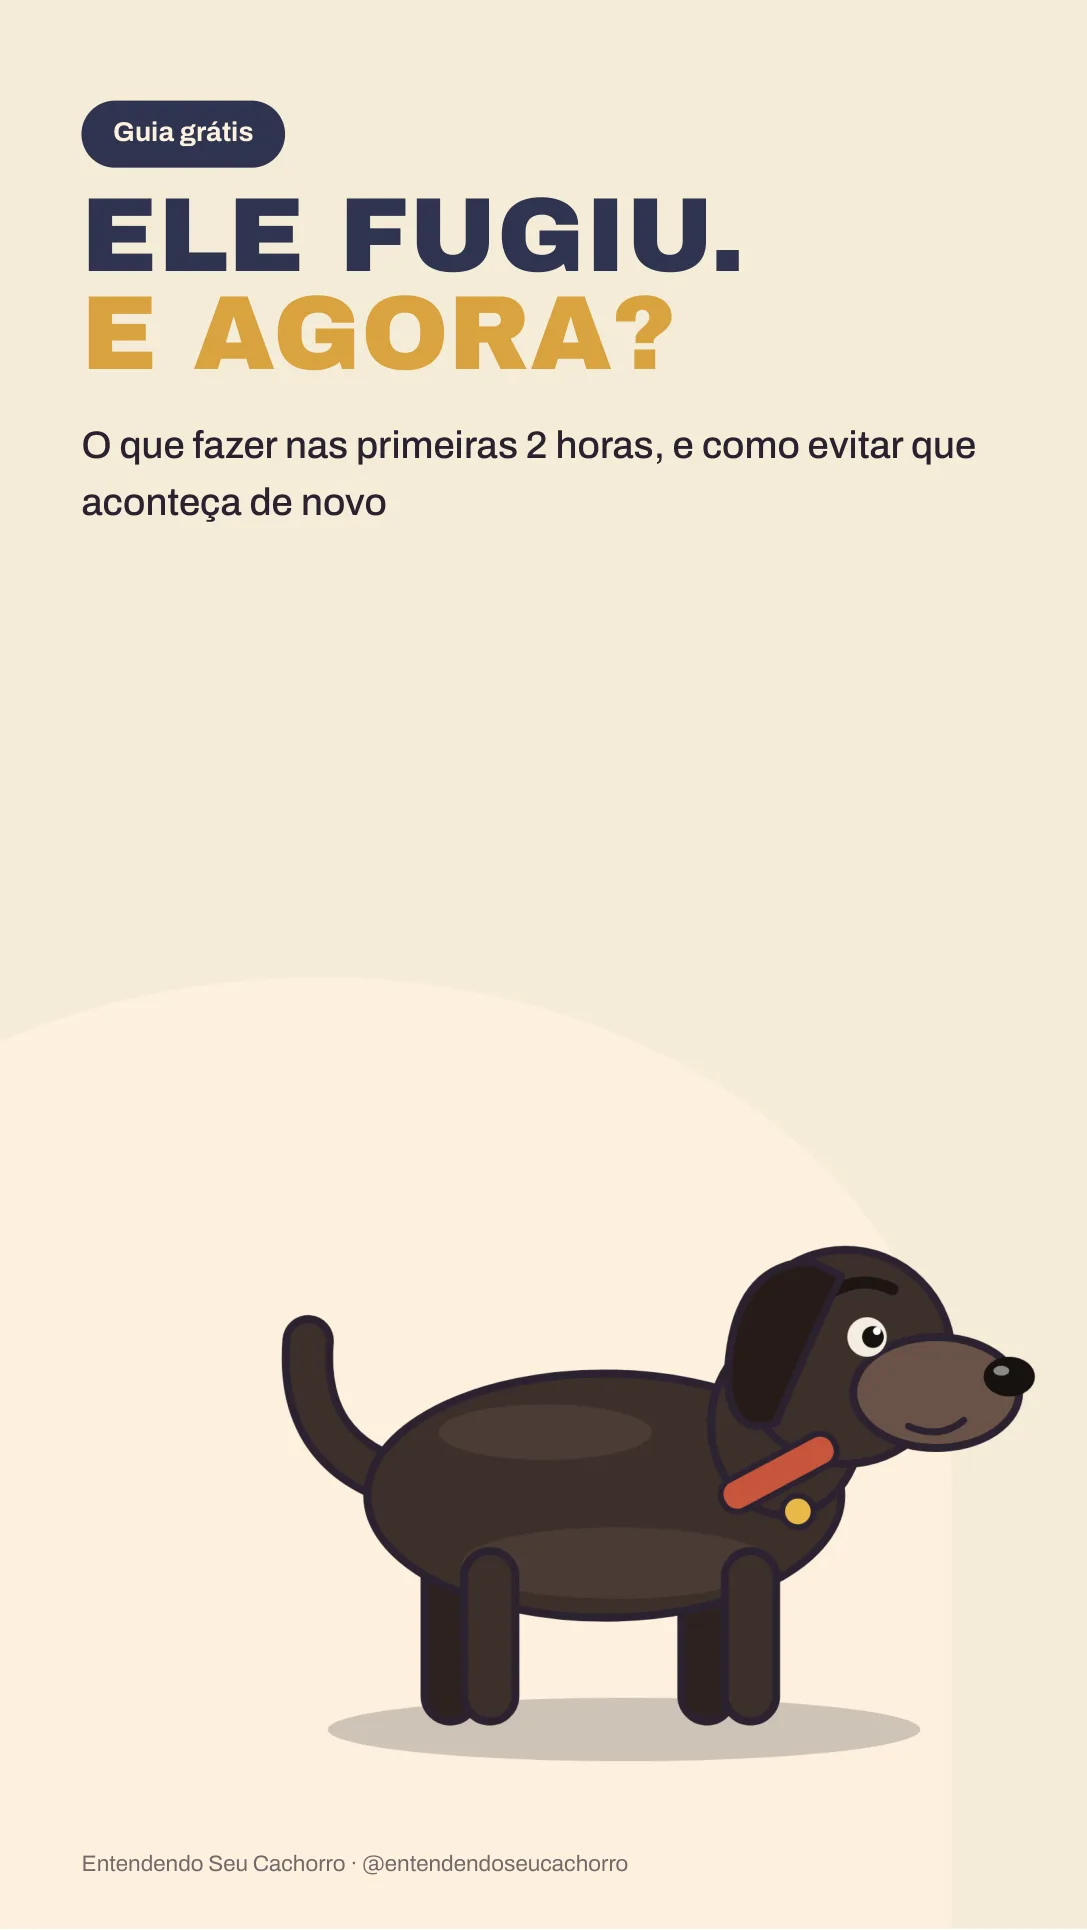 Guia grátis
ELE FUGIU.
E AGORA?
O que fazer nas primeiras 2 horas, e como evitar que
aconteça de novo
Entendendo Seu Cachorro · @entendendoseucachorro